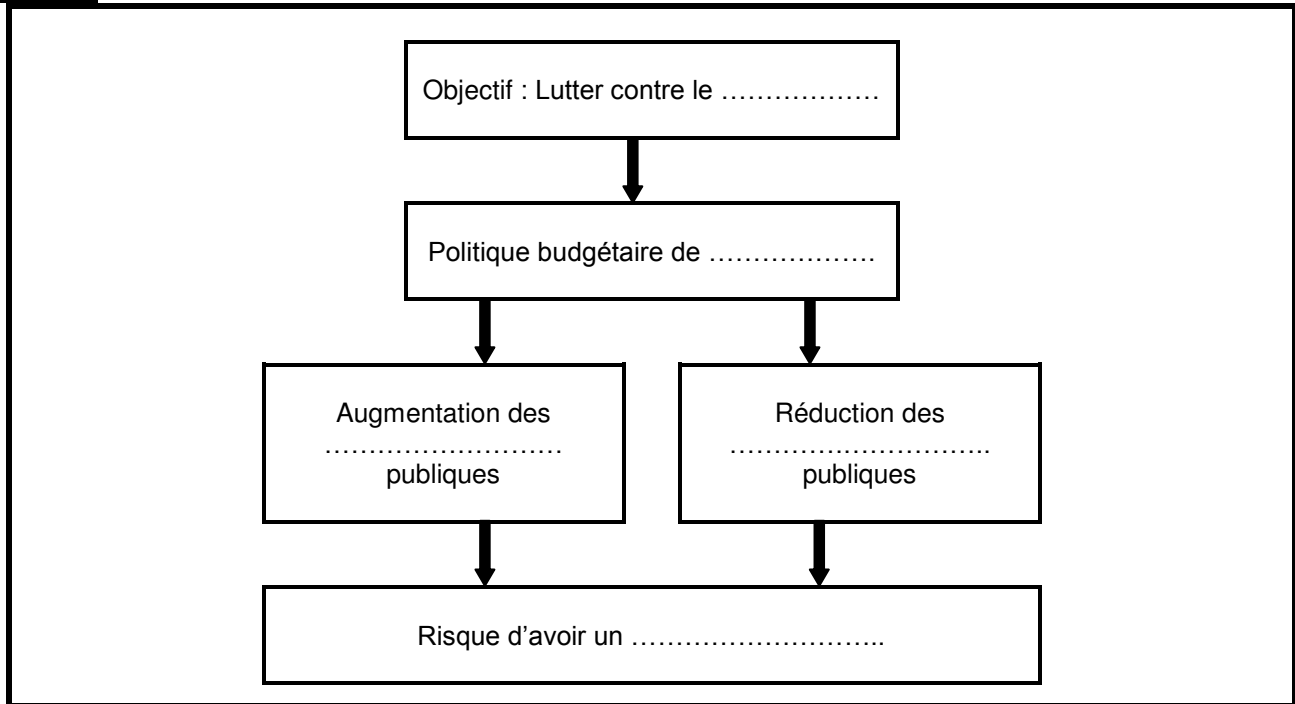 Objectif : Lutter contre le ………………
Politique budgétaire de ……………….
Augmentation des
………………………
publiques
Réduction des
………….……………..
publiques
Risque d’avoir un ………………………..